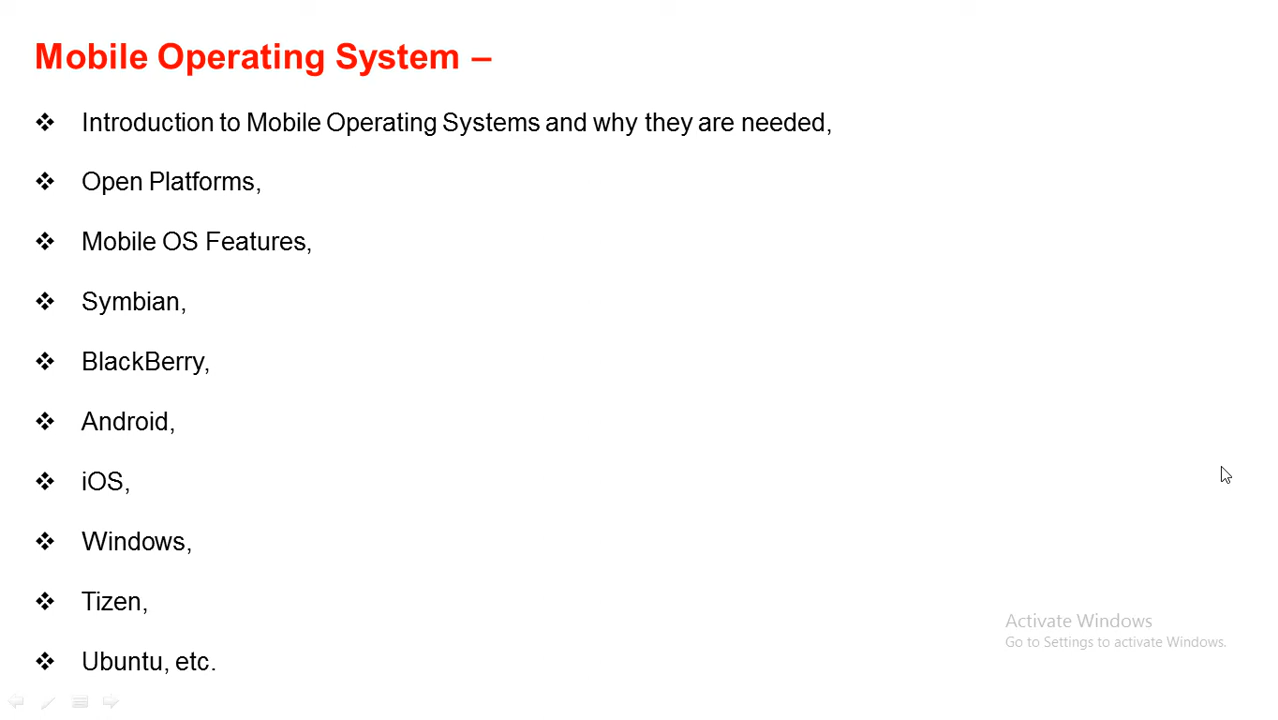 Mobile Operating System –
❖ Introduction to Mobile Operating Systems and why they are needed,
❖ Open Platforms,
❖ Mobile OS Features,
❖ Symbian,
❖ BlackBerry,
❖ Android,
❖ iOS,
❖ Windows,
❖ Tizen,
❖ Ubuntu, etc.
Activate Windows
Go to Settings to activate Windows.